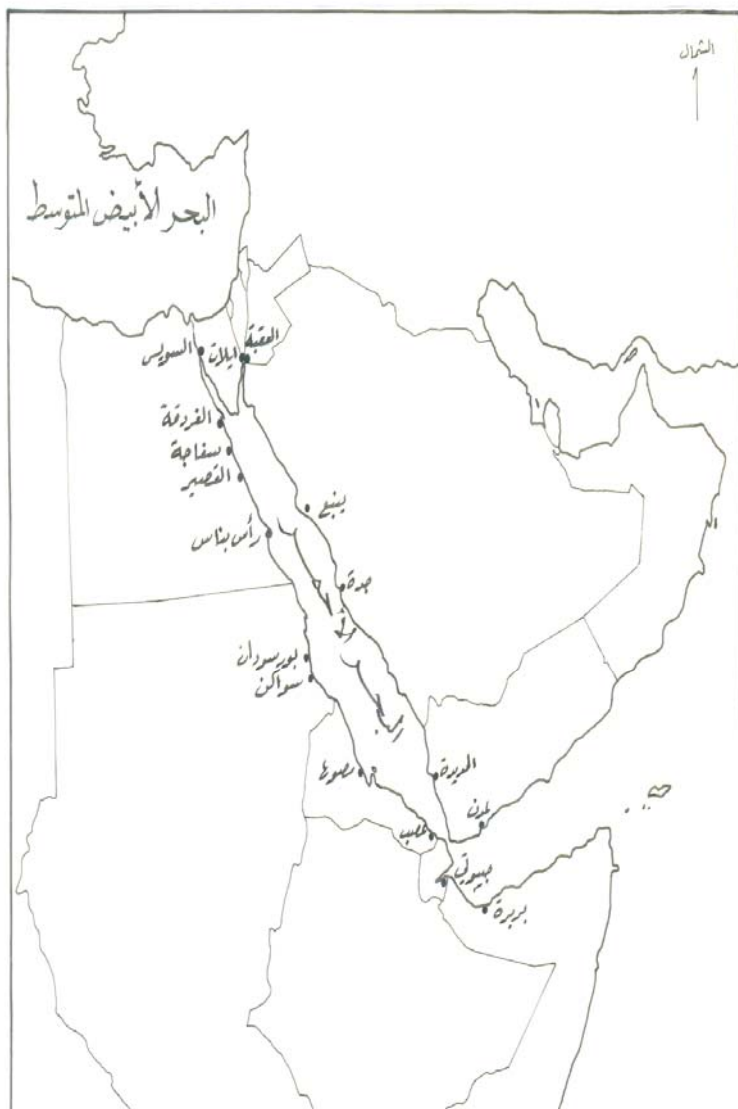 الشمال
البحر الأبيض المتوسط
السويس
ايلات
العقبة
الغردقة
سفاجة
القصير
رأس بناس
ينبع
جدة
البحر الأحمر
بورسودان
سواكن
مصوع
الحديدة
عدن
عصب
جيبوتي
بربرة